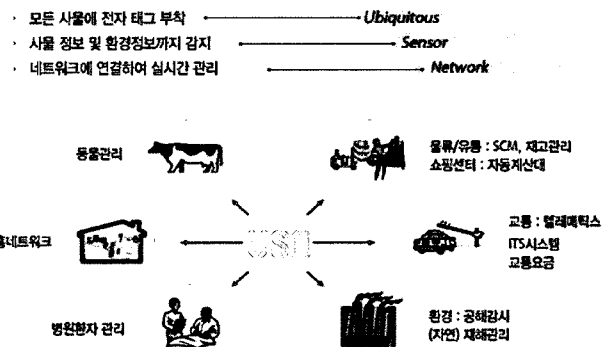 · 모든 사물에 전자 태그 부착 Ubiquitous
· 사물 정보 및 환경정보까지 감지 Sensor
· 네트워크에 연결하여 실시간 관리 Network
동물관리
물류/유통 : SCM, 재고관리
쇼핑센터 : 자동계산대
홈네트워크
USN
교통 : 텔레매틱스
ITS시스템
교통요금
병원환자 관리
환경 : 공해감시
(자연) 재해관리